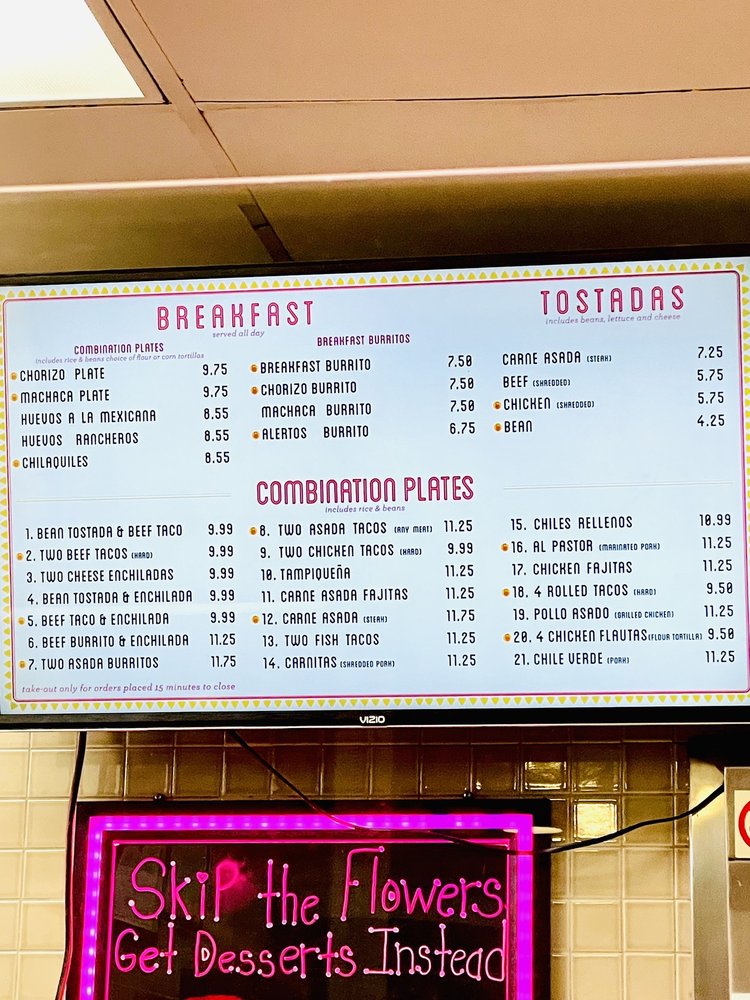 BREAKFAST
served all day
COMBINATION PLATES
includes rice & beans choice of flour or corn tortillas
CHORIZO PLATE 9.75
MACHACA PLATE 9.75
HUEVOS A LA MEXICANA 8.55
HUEVOS RANCHEROS 8.55
CHILAQUILES 8.55
BREAKFAST BURRITOS
BREAKFAST BURRITO 7.50
CHORIZO BURRITO 7.50
MACHACA BURRITO 7.50
ALERTOS BURRITO 6.75
TOSTADAS
includes beans, lettuce and cheese
CARNE ASADA (STEAK) 7.25
BEEF (SHREDDED) 5.75
CHICKEN (SHREDDED) 5.75
BEAN 4.25
COMBINATION PLATES
includes rice & beans
1. BEAN TOSTADA & BEEF TACO 9.99
2. TWO BEEF TACOS (HARD) 9.99
3. TWO CHEESE ENCHILADAS 9.99
4. BEAN TOSTADA & ENCHILADA 9.99
5. BEEF TACO & ENCHILADA 9.99
6. BEEF BURRITO & ENCHILADA 11.25
7. TWO ASADA BURRITOS 11.75
8. TWO ASADA TACOS (ANY MEAT) 11.25
9. TWO CHICKEN TACOS (HARD) 9.99
10. TAMPIQUEÑA 11.25
11. CARNE ASADA FAJITAS 11.25
12. CARNE ASADA (STEAK) 11.75
13. TWO FISH TACOS 11.25
14. CARNITAS (SHREDDED PORK) 11.25
15. CHILES RELLENOS 10.99
16. AL PASTOR (MARINATED PORK) 11.25
17. CHICKEN FAJITAS 11.25
18. 4 ROLLED TACOS (HARD) 9.50
19. POLLO ASADO (GRILLED CHICKEN) 11.25
20. 4 CHICKEN FLAUTAS (FLOUR TORTILLA) 9.50
21. CHILE VERDE (PORK) 11.25
take-out only for orders placed 15 minutes to close
VIZIO
Skip the Flowers
Get Desserts Instead